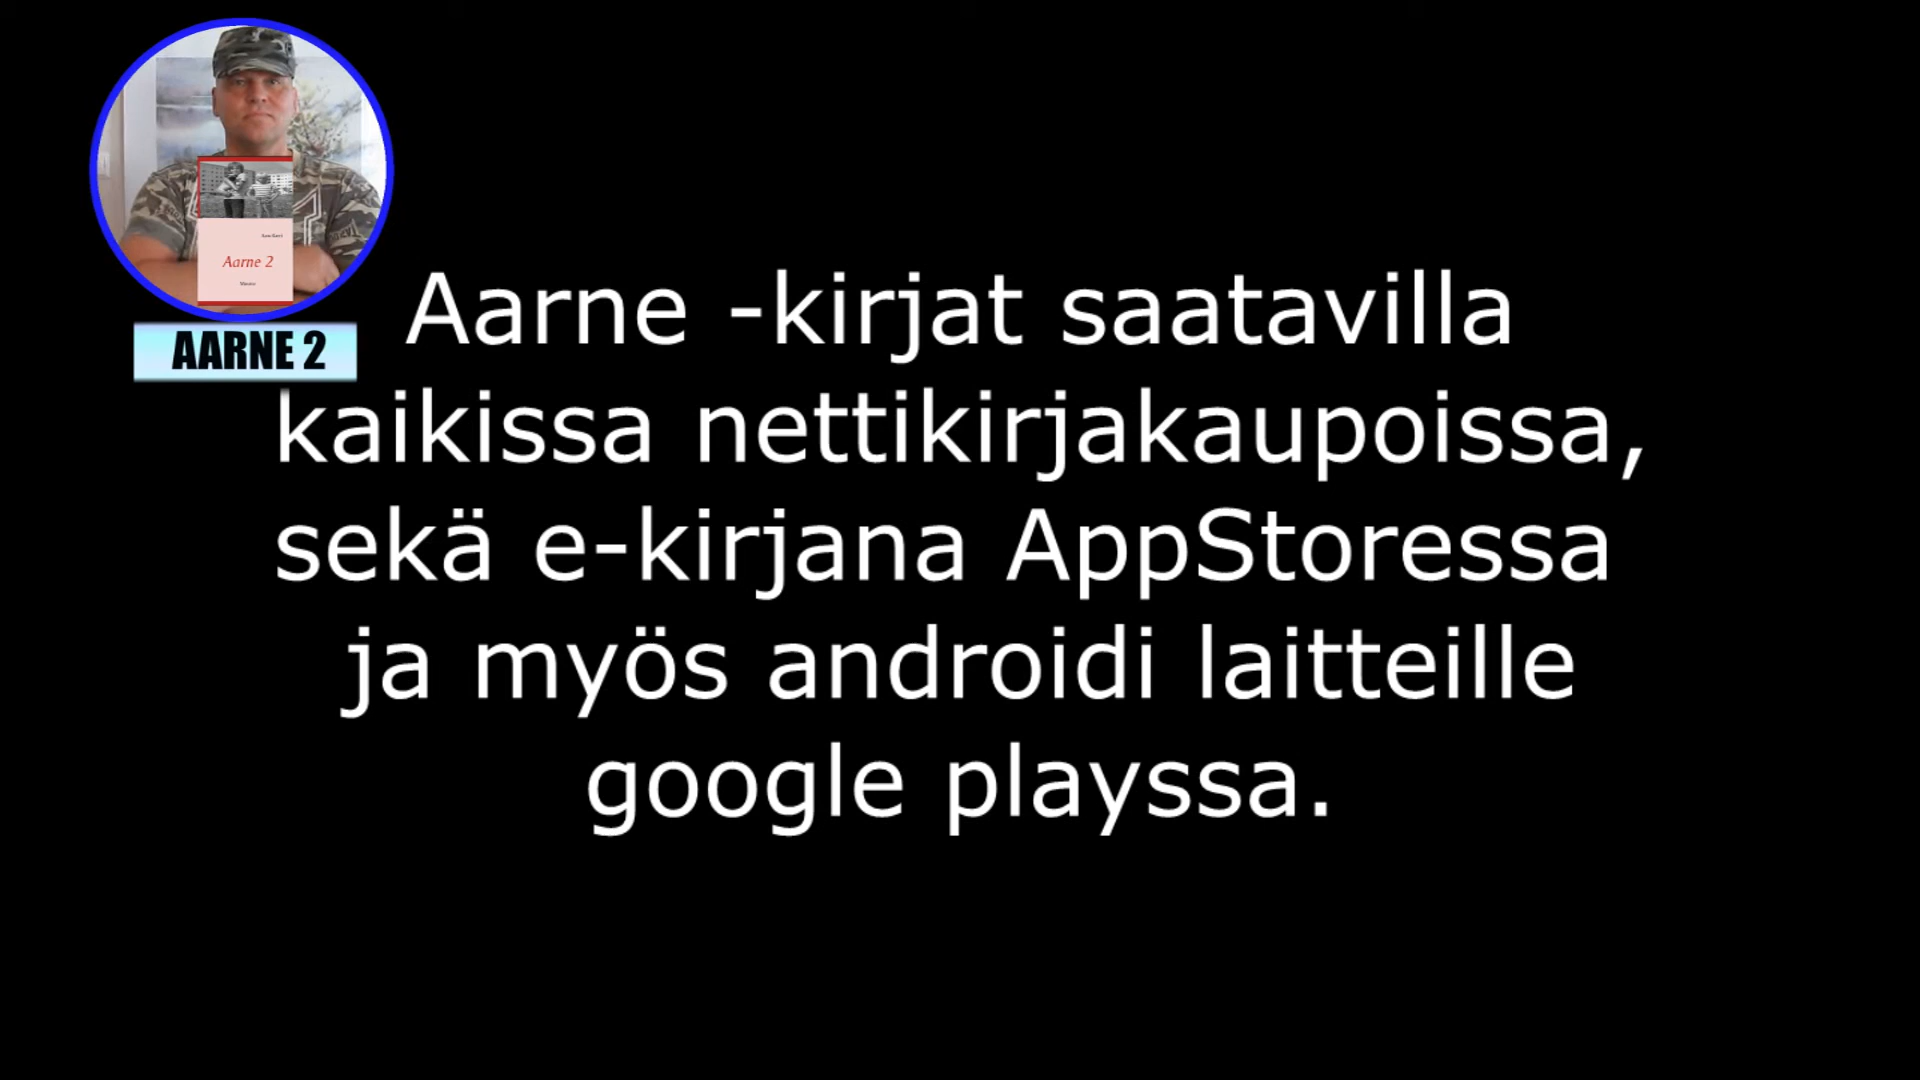 Aarne 2
AARNE 2
Aarne -kirjat saatavilla
kaikissa nettikirjakaupoissa,
sekä e-kirjana AppStoressa
ja myös androidi laitteille
google playssa.